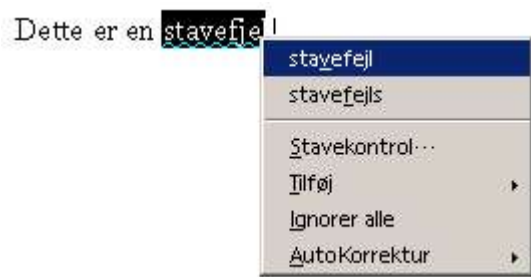 Dette er en stavefjel
stavefejl
stavefejls
Stavekontrol...
Tilføj
Ignorer alle
AutoKorrektur